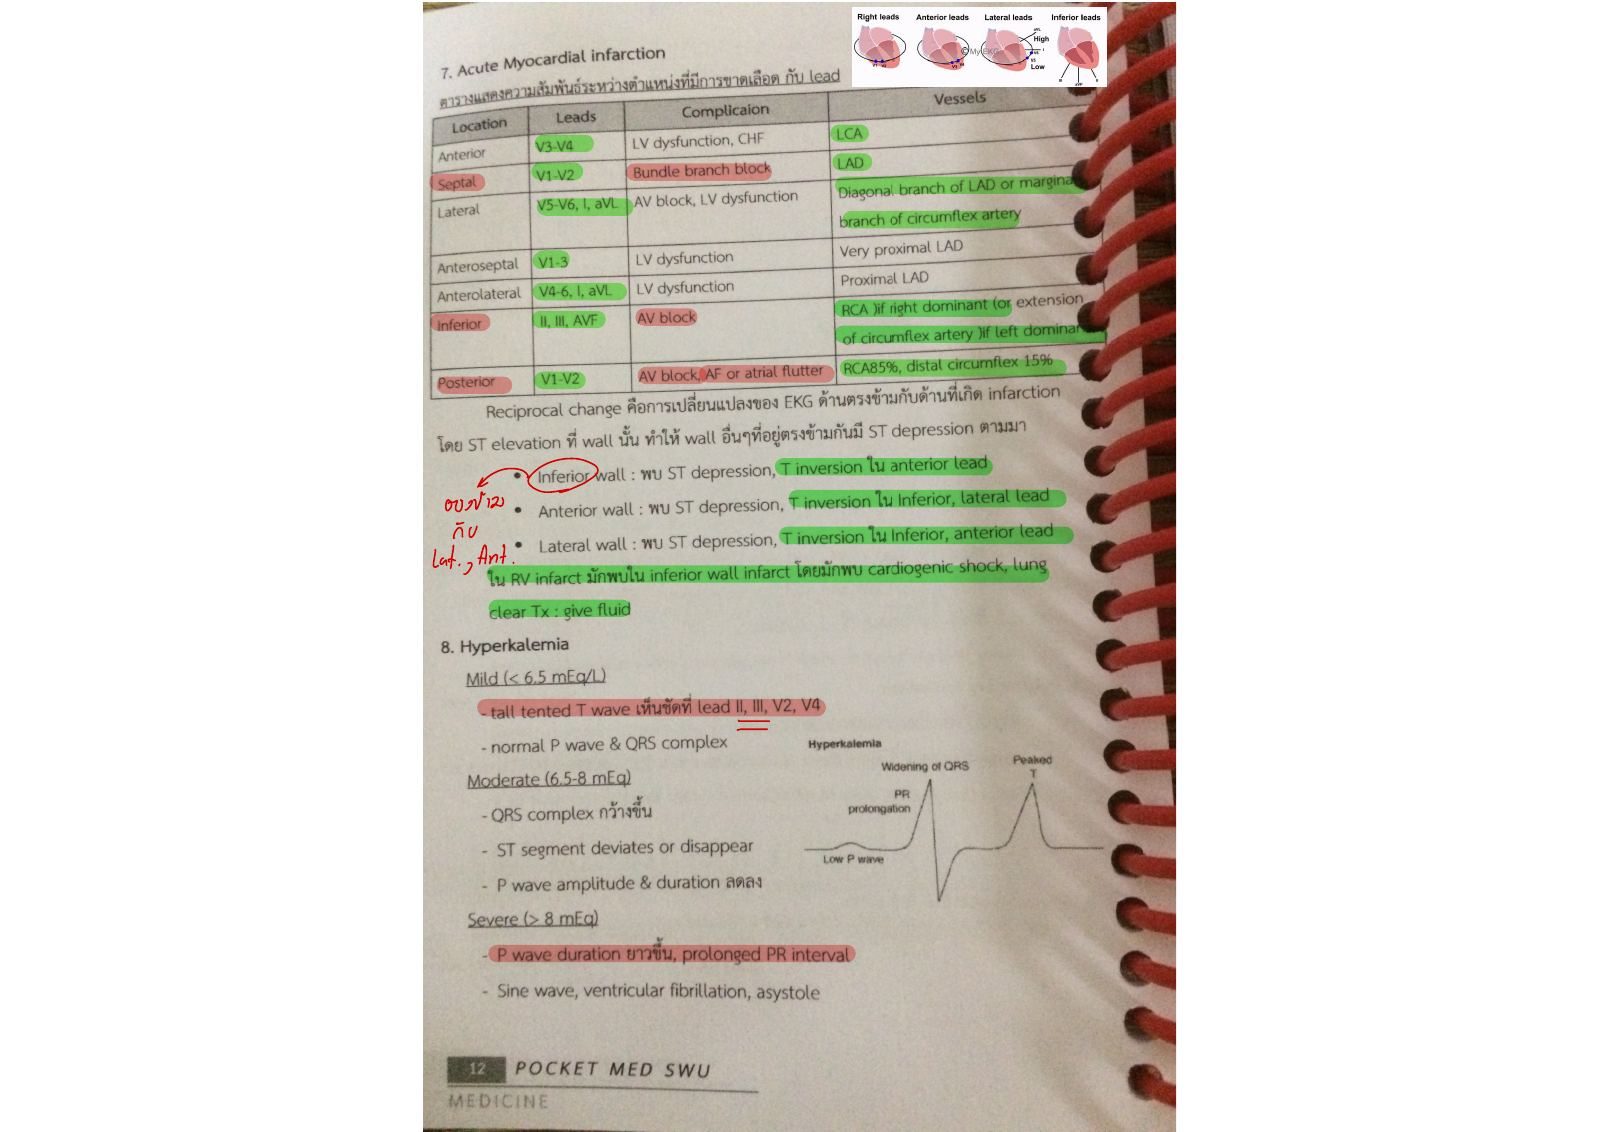 Right leads Anterior leads Lateral leads Inferior leads
High
Low
© My EKG
7. Acute Myocardial infarction
ตารางแสดงความสัมพันธ์ระหว่างตำแหน่งที่มีการขาดเลือด กับ lead
Location Leads Complicaion Vessels
Anterior V3-V4 LV dysfunction, CHF LCA
Septal V1-V2 Bundle branch block LAD
Lateral V5-V6, I, aVL AV block, LV dysfunction Diagonal branch of LAD or marginal
branch of circumflex artery
Anteroseptal V1-3 LV dysfunction Very proximal LAD
Anterolateral V4-6, I, aVL LV dysfunction Proximal LAD
Inferior II, III, AVF AV block RCA )if right dominant (or extension
of circumflex artery )if left dominan
Posterior V1-V2 AV block, AF or atrial flutter RCA85%, distal circumflex 15%
Reciprocal change คือการเปลี่ยนแปลงของ EKG ด้านตรงข้ามกับด้านที่เกิด infarction
โดย ST elevation ที่ wall นั้น ทำให้ wall อื่นๆที่อยู่ตรงข้ามกันมี ST depression ตามมา
• Inferior wall : พบ ST depression, T inversion ใน anterior lead
• Anterior wall : พบ ST depression, T inversion ใน Inferior, lateral lead
• Lateral wall : พบ ST depression, T inversion ใน Inferior, anterior lead
กับ
Lat., Ant.
ใน RV infarct มักพบใน inferior wall infarct โดยมักพบ cardiogenic shock, lung
clear Tx : give fluid
8. Hyperkalemia
Mild (< 6.5 mEq/L)
- tall tented T wave เห็นชัดที่ lead II, III, V2, V4
- normal P wave & QRS complex
Moderate (6.5-8 mEq)
- QRS complex กว้างขึ้น
- ST segment deviates or disappear
- P wave amplitude & duration ลดลง
Severe (> 8 mEq)
- P wave duration ยาวขึ้น, prolonged PR interval
- Sine wave, ventricular fibrillation, asystole
Hyperkalemia
Widening of QRS
Peaked
T
PR
prolongation
Low P wave
12 POCKET MED SWU
MEDICINE